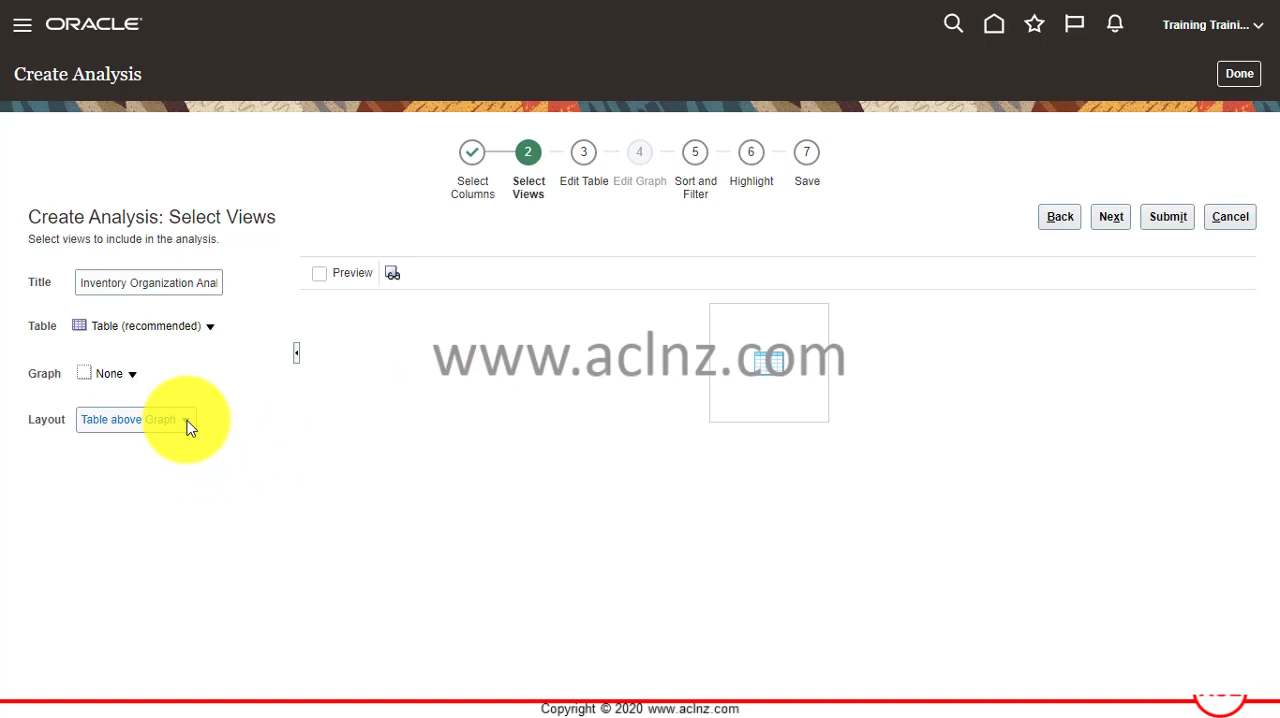 ORACLE
Training Traini...
Create Analysis
Done
2 3 4 5 6 7
Select Columns
Select Views
Edit Table
Edit Graph
Sort and Filter
Highlight
Save
Create Analysis: Select Views
Select views to include in the analysis.
Back Next Submit Cancel
Title Inventory Organization Anal
Preview
Table Table (recommended)
Graph None
Layout Table above Graph
www.aclnz.com
Copyright © 2020 www.aclnz.com